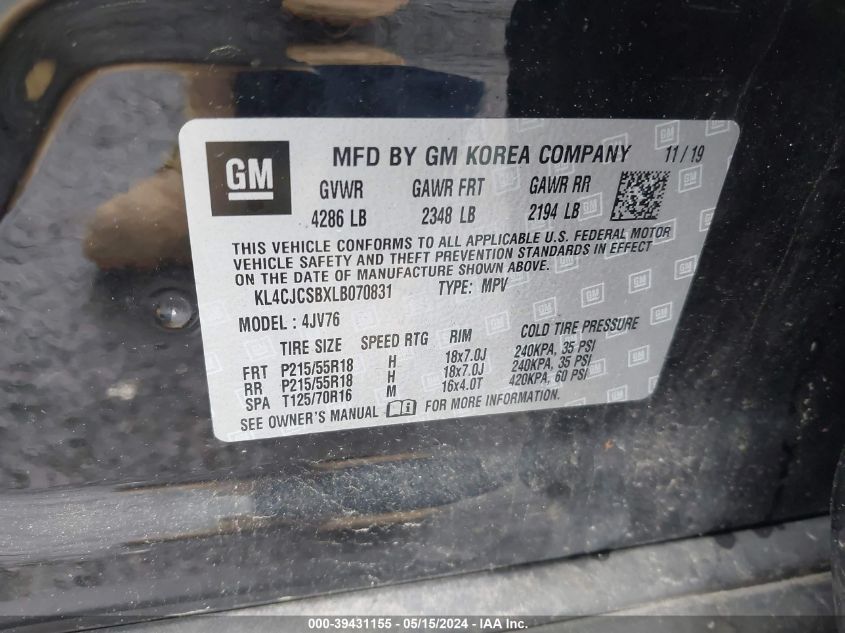 GM
MFD BY GM KOREA COMPANY 11/19
GVWR GAWR FRT GAWR RR
4286 LB 2348 LB 2194 LB
THIS VEHICLE CONFORMS TO ALL APPLICABLE U.S. FEDERAL MOTOR
VEHICLE SAFETY AND THEFT PREVENTION STANDARDS IN EFFECT
ON THE DATE OF MANUFACTURE SHOWN ABOVE.
KL4CJCSBXLB070831 TYPE: MPV
MODEL : 4JV76
TIRE SIZE SPEED RTG RIM COLD TIRE PRESSURE
FRT P215/55R18 H 18x7.0J 240KPA, 35 PSI
RR P215/55R18 H 18x7.0J 240KPA, 35 PSI
SPA T125/70R16 M 16x4.0T 420KPA, 60 PSI
SEE OWNER'S MANUAL FOR MORE INFORMATION.
000-39431155 - 05/15/2024 - IAA Inc.